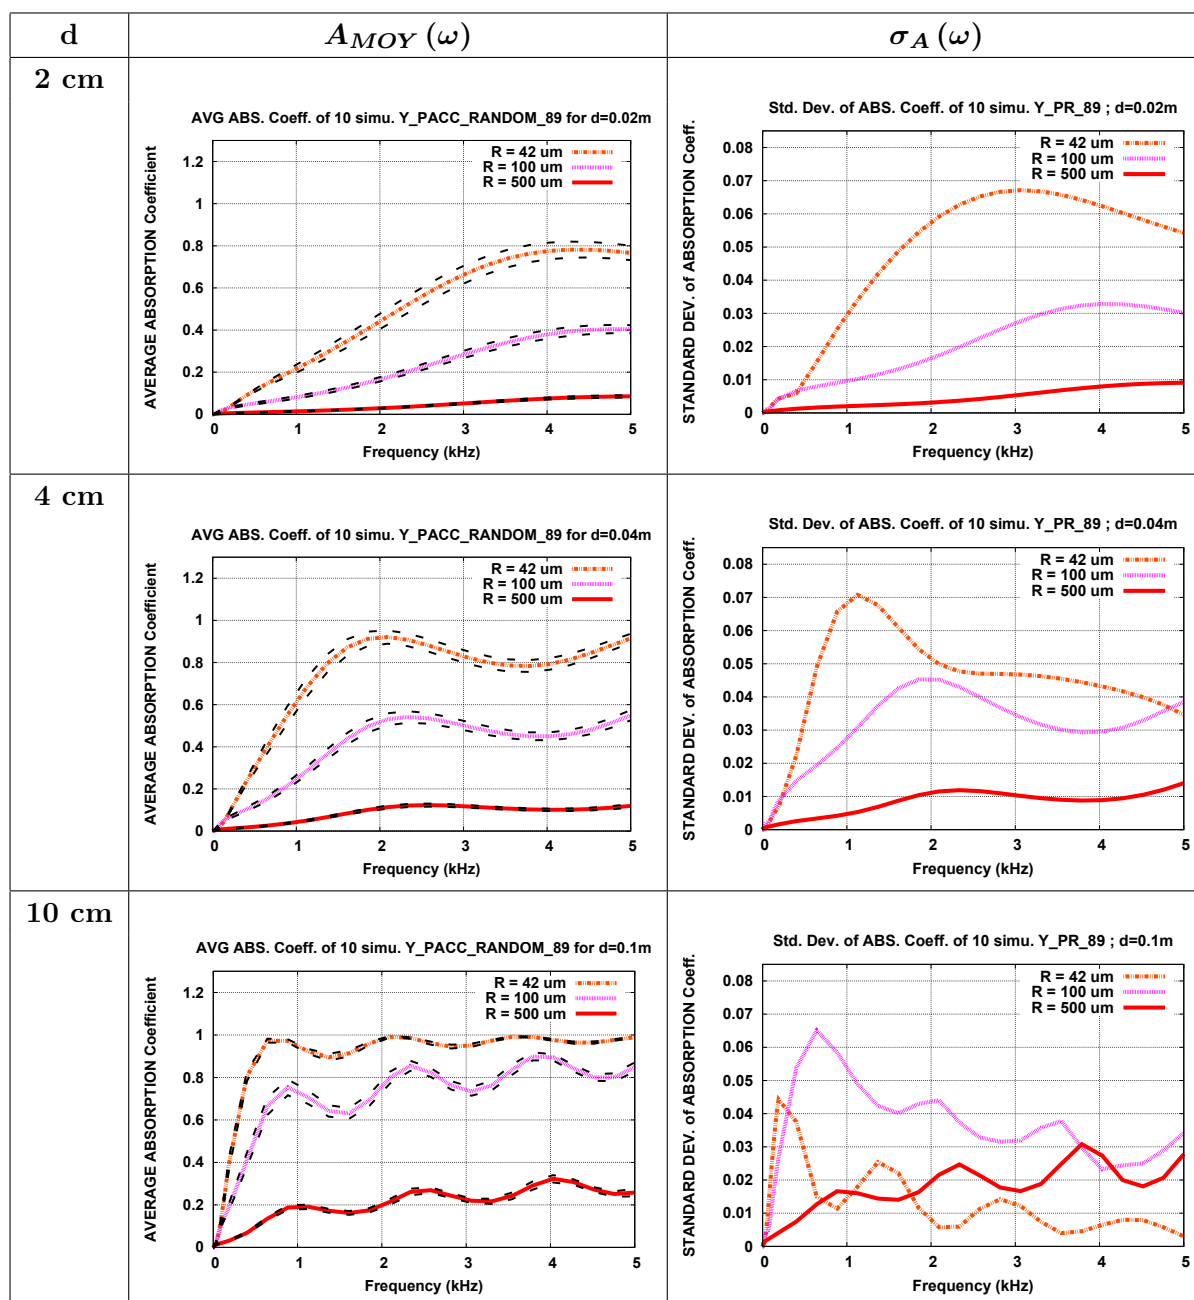 d A_MOY (ω) σ_A (ω)
2 cm
AVG ABS. Coeff. of 10 simu. Y_PACC_RANDOM_89 for d=0.02m
AVERAGE ABSORPTION Coefficient
R = 42 um
R = 100 um
R = 500 um
1.2
1
0.8
0.6
0.4
0.2
0
0 1 2 3 4 5
Frequency (kHz)
Std. Dev. of ABS. Coeff. of 10 simu. Y_PR_89 ; d=0.02m
STANDARD DEV. of ABSORPTION Coeff.
R = 42 um
R = 100 um
R = 500 um
0.08
0.07
0.06
0.05
0.04
0.03
0.02
0.01
0
0 1 2 3 4 5
Frequency (kHz)
4 cm
AVG ABS. Coeff. of 10 simu. Y_PACC_RANDOM_89 for d=0.04m
AVERAGE ABSORPTION Coefficient
R = 42 um
R = 100 um
R = 500 um
1.2
1
0.8
0.6
0.4
0.2
0
0 1 2 3 4 5
Frequency (kHz)
Std. Dev. of ABS. Coeff. of 10 simu. Y_PR_89 ; d=0.04m
STANDARD DEV. of ABSORPTION Coeff.
R = 42 um
R = 100 um
R = 500 um
0.08
0.07
0.06
0.05
0.04
0.03
0.02
0.01
0
0 1 2 3 4 5
Frequency (kHz)
10 cm
AVG ABS. Coeff. of 10 simu. Y_PACC_RANDOM_89 for d=0.1m
AVERAGE ABSORPTION Coefficient
R = 42 um
R = 100 um
R = 500 um
1.2
1
0.8
0.6
0.4
0.2
0
0 1 2 3 4 5
Frequency (kHz)
Std. Dev. of ABS. Coeff. of 10 simu. Y_PR_89 ; d=0.1m
STANDARD DEV. of ABSORPTION Coeff.
R = 42 um
R = 100 um
R = 500 um
0.08
0.07
0.06
0.05
0.04
0.03
0.02
0.01
0
0 1 2 3 4 5
Frequency (kHz)